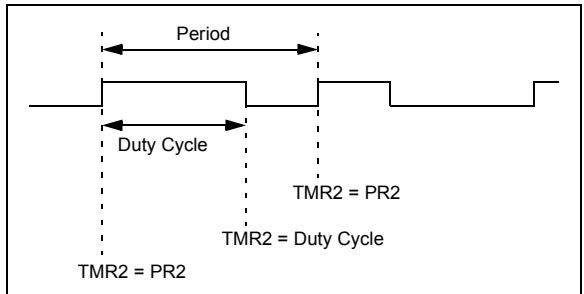 Period
Duty Cycle
TMR2 = PR2
TMR2 = Duty Cycle
TMR2 = PR2